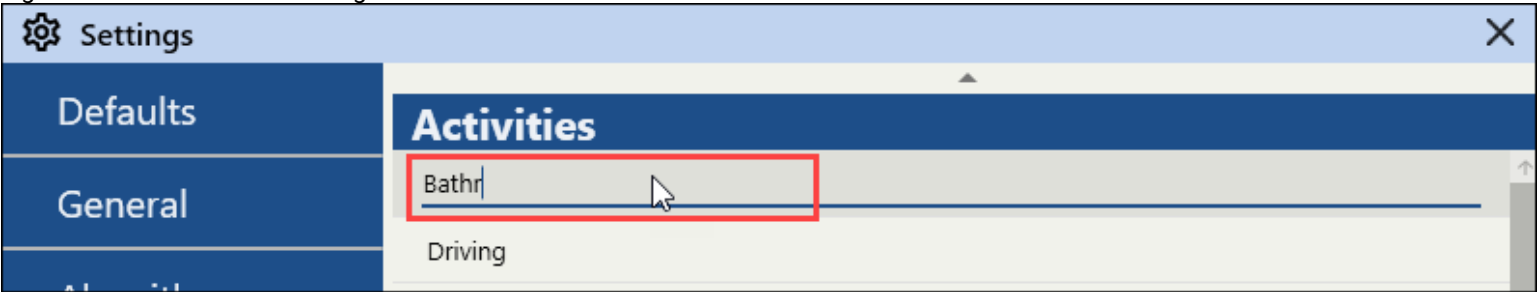 Settings
Defaults
Activities
Bathr
General
Driving